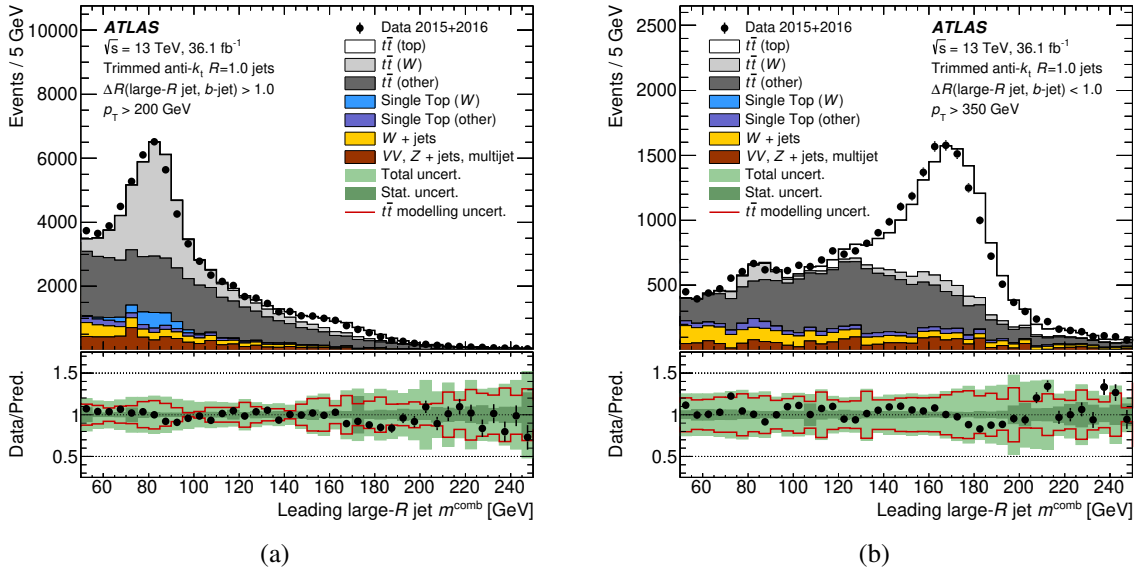 ATLAS
√s = 13 TeV, 36.1 fb⁻¹
Trimmed anti-kₜ R=1.0 jets
ΔR(large-R jet, b-jet) > 1.0
p_T > 200 GeV
Data 2015+2016
tt̄ (top)
tt̄ (W)
tt̄ (other)
Single Top (W)
Single Top (other)
W + jets
VV, Z + jets, multijet
Total uncert.
Stat. uncert.
tt̄ modelling uncert.
Events / 5 GeV
10000
8000
6000
4000
2000
Data/Pred.
1.5
1
0.5
60 80 100 120 140 160 180 200 220 240
Leading large-R jet m^comb [GeV]
(a)
Data 2015+2016
tt̄ (top)
tt̄ (W)
tt̄ (other)
Single Top (W)
Single Top (other)
W + jets
VV, Z + jets, multijet
Total uncert.
Stat. uncert.
tt̄ modelling uncert.
ATLAS
√s = 13 TeV, 36.1 fb⁻¹
Trimmed anti-kₜ R=1.0 jets
ΔR(large-R jet, b-jet) < 1.0
p_T > 350 GeV
Events / 5 GeV
2500
2000
1500
1000
500
Data/Pred.
1.5
1
0.5
60 80 100 120 140 160 180 200 220 240
Leading large-R jet m^comb [GeV]
(b)